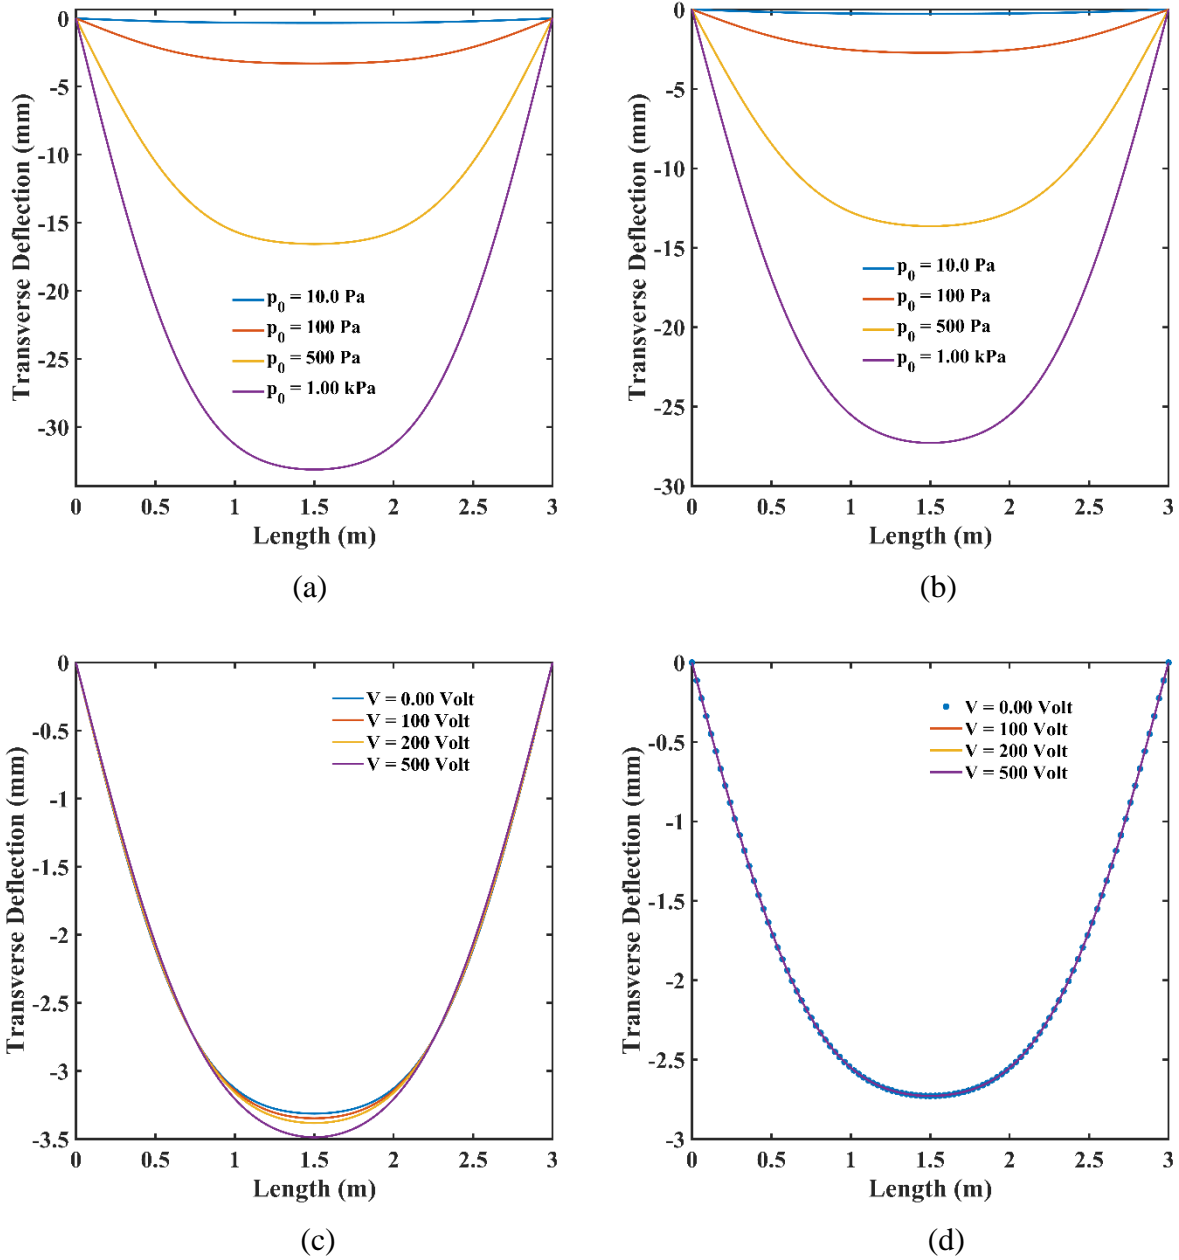 0
-5
-10
-15
-20
-25
-30
Transverse Deflection (mm)
p0 = 10.0 Pa
p0 = 100 Pa
p0 = 500 Pa
p0 = 1.00 kPa
0 0.5 1 1.5 2 2.5 3
Length (m)
(a)
0
-5
-10
-15
-20
-25
-30
Transverse Deflection (mm)
p0 = 10.0 Pa
p0 = 100 Pa
p0 = 500 Pa
p0 = 1.00 kPa
0 0.5 1 1.5 2 2.5 3
Length (m)
(b)
0
-0.5
-1
-1.5
-2
-2.5
-3
-3.5
Transverse Deflection (mm)
V = 0.00 Volt
V = 100 Volt
V = 200 Volt
V = 500 Volt
0 0.5 1 1.5 2 2.5 3
Length (m)
(c)
0
-0.5
-1
-1.5
-2
-2.5
-3
Transverse Deflection (mm)
V = 0.00 Volt
V = 100 Volt
V = 200 Volt
V = 500 Volt
0 0.5 1 1.5 2 2.5 3
Length (m)
(d)